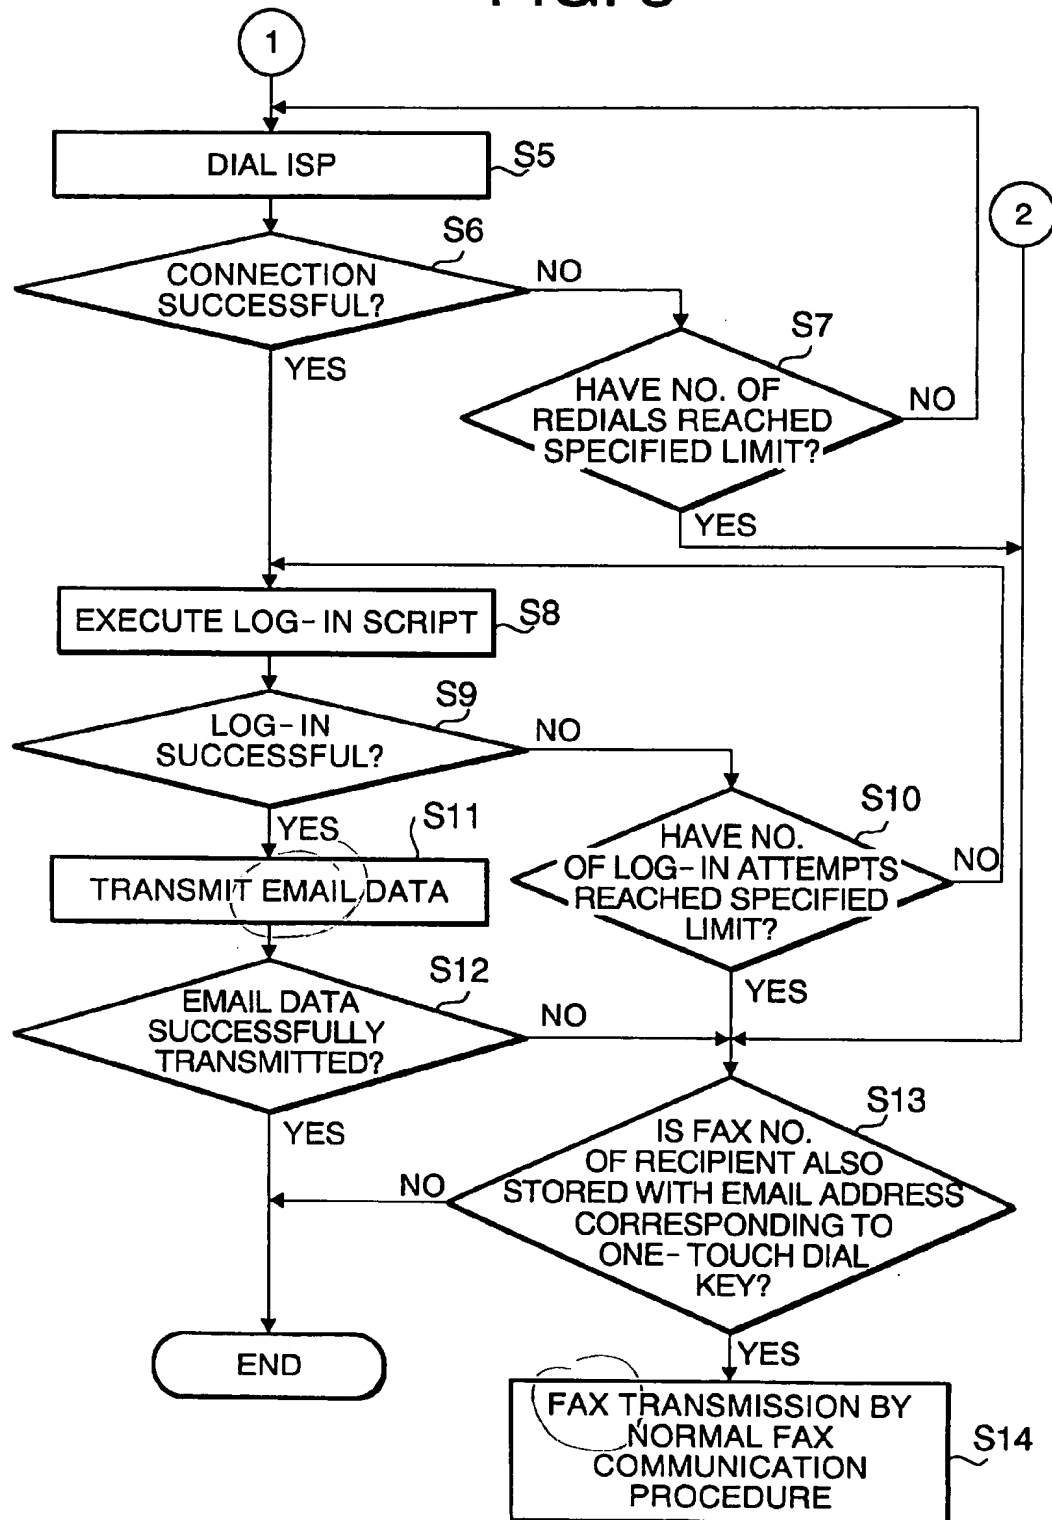 1
DIAL ISP
S5
2
S6
CONNECTION
SUCCESSFUL?
NO
YES
S7
HAVE NO. OF
REDIALS REACHED
SPECIFIED LIMIT?
NO
YES
EXECUTE LOG-IN SCRIPT
S8
S9
LOG-IN
SUCCESSFUL?
NO
YES
S10
HAVE NO.
OF LOG-IN ATTEMPTS
REACHED SPECIFIED
LIMIT?
NO
YES
S11
TRANSMIT EMAIL DATA
S12
EMAIL DATA
SUCCESSFULLY
TRANSMITTED?
NO
YES
S13
IS FAX NO.
OF RECIPIENT ALSO
STORED WITH EMAIL ADDRESS
CORRESPONDING TO
ONE-TOUCH DIAL
KEY?
NO
YES
END
FAX TRANSMISSION BY
NORMAL FAX
COMMUNICATION
PROCEDURE
S14